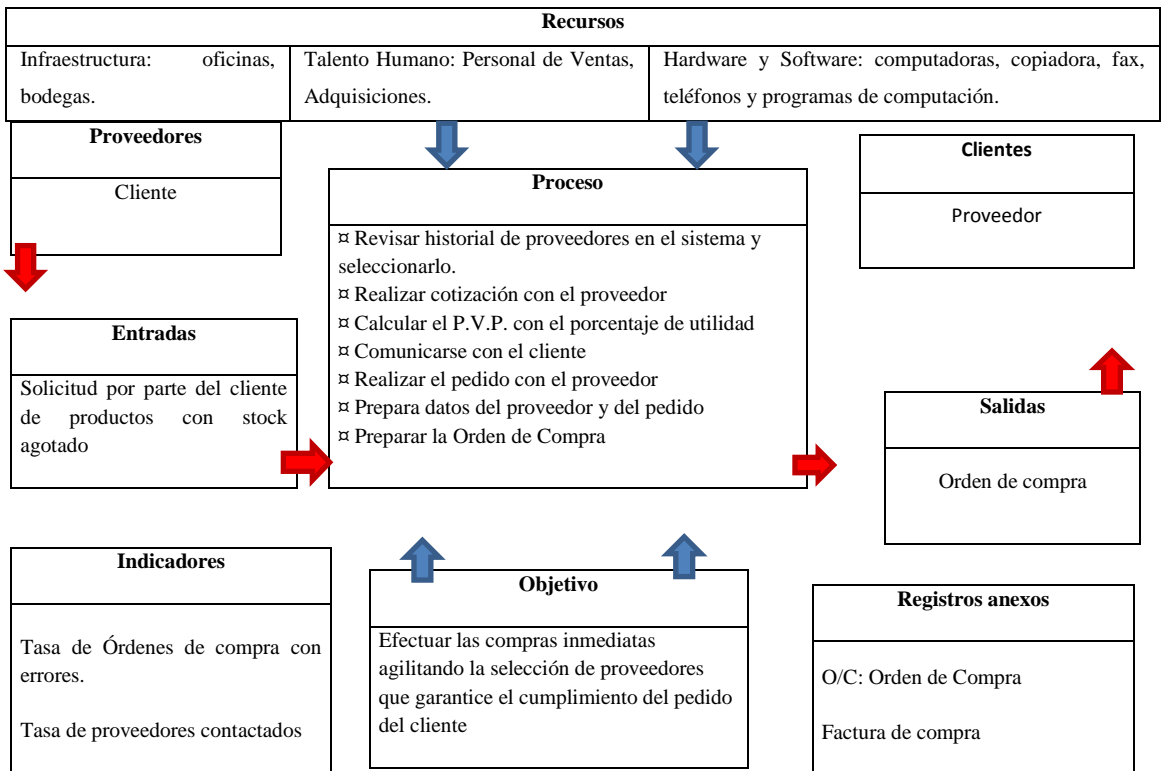 Recursos
Infraestructura: oficinas,
bodegas.
Talento Humano: Personal de Ventas,
Adquisiciones.
Hardware y Software: computadoras, copiadora, fax,
teléfonos y programas de computación.
Proveedores
Cliente
Proceso
¤ Revisar historial de proveedores en el sistema y
seleccionarlo.
¤ Realizar cotización con el proveedor
¤ Calcular el P.V.P. con el porcentaje de utilidad
¤ Comunicarse con el cliente
¤ Realizar el pedido con el proveedor
¤ Prepara datos del proveedor y del pedido
¤ Preparar la Orden de Compra
Clientes
Proveedor
Entradas
Solicitud por parte del cliente
de productos con stock
agotado
Salidas
Orden de compra
Indicadores
Tasa de Órdenes de compra con
errores.
Tasa de proveedores contactados
Objetivo
Efectuar las compras inmediatas
agilitando la selección de proveedores
que garantice el cumplimiento del pedido
del cliente
Registros anexos
O/C: Orden de Compra
Factura de compra